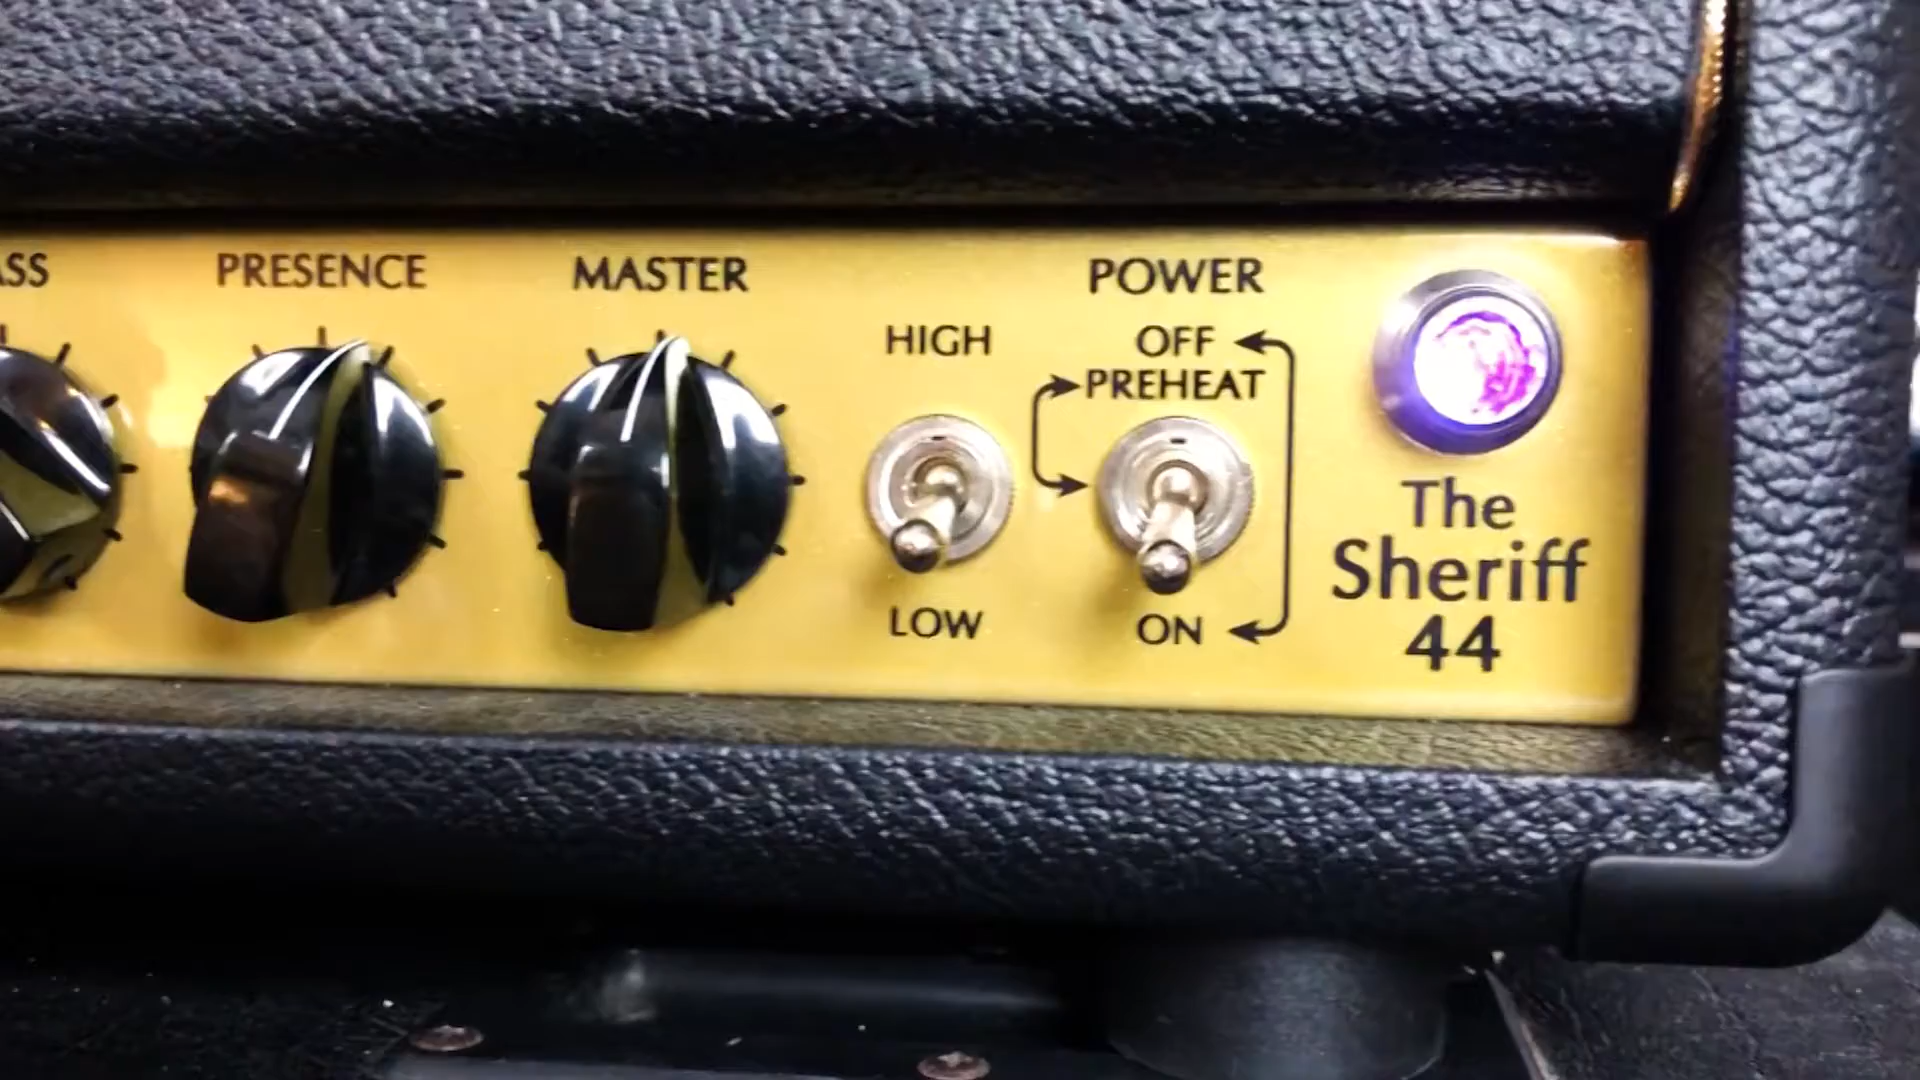 PRESENCE
MASTER
HIGH
LOW
POWER
OFF
PREHEAT
ON
The
Sheriff
44